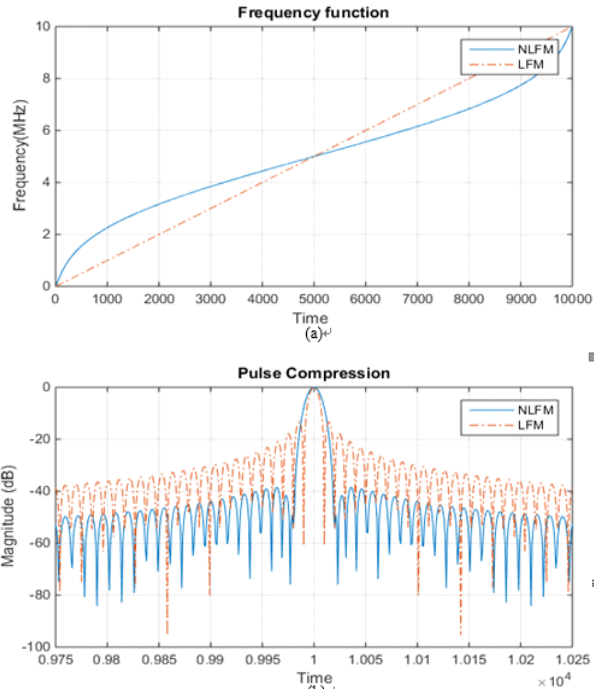 Frequency function
10
8
6
4
2
0
Frequency(MHz)
NLFM
LFM
0 1000 2000 3000 4000 5000 6000 7000 8000 9000 10000
Time
(a)↵
Pulse Compression
0
-20
-40
-60
-80
-100
Magnitude (dB)
NLFM
LFM
0.975 0.98 0.985 0.99 0.995 1 1.005 1.01 1.015 1.02 1.025
Time
× 10⁴